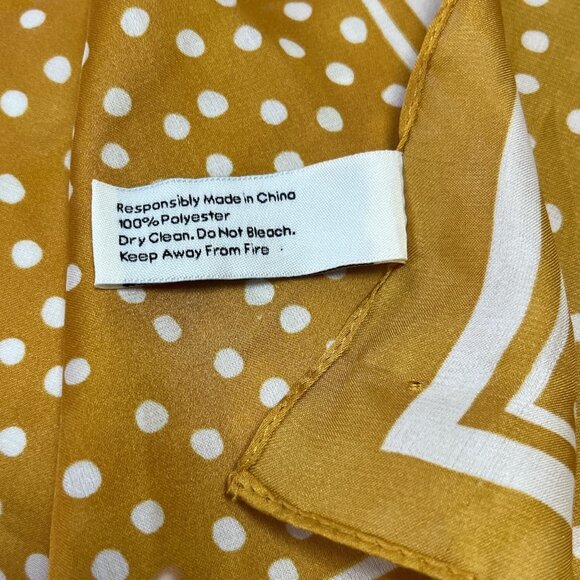 Responsibly Made in China
100% Polyester
Dry Clean. Do Not Bleach.
Keep Away From Fire